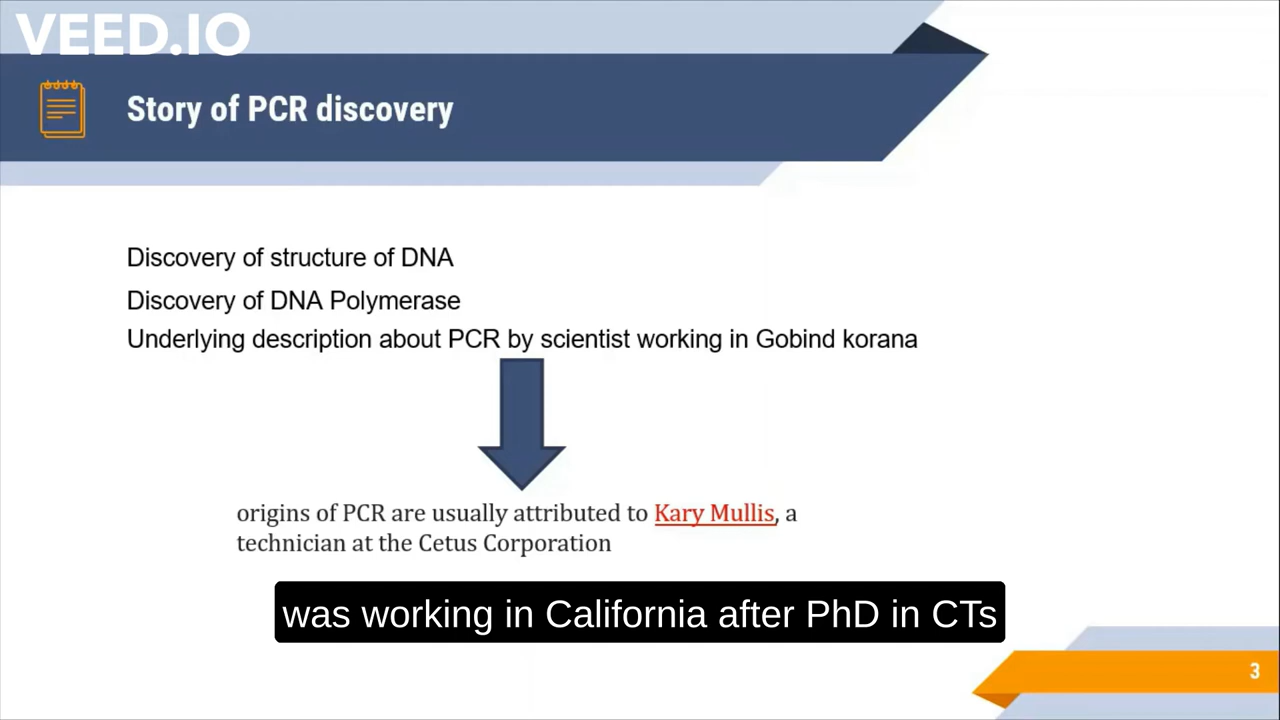 VEED.IO
Story of PCR discovery
Discovery of structure of DNA
Discovery of DNA Polymerase
Underlying description about PCR by scientist working in Gobind korana
origins of PCR are usually attributed to Kary Mullis, a
technician at the Cetus Corporation
was working in California after PhD in CTs
3